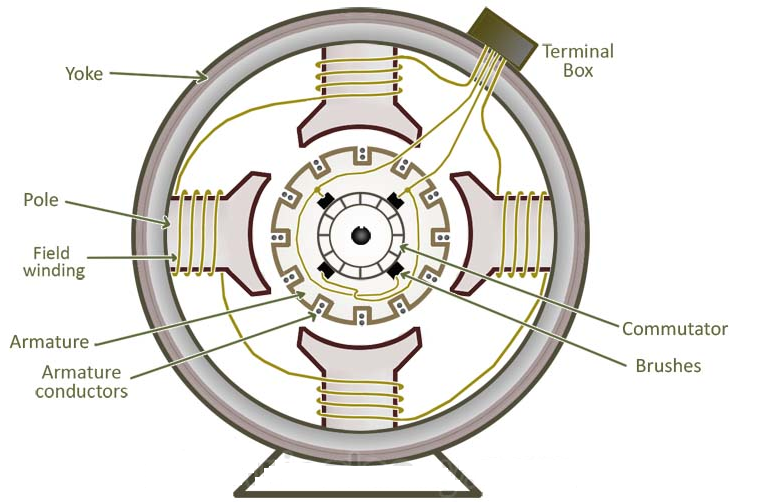 Terminal
Box
Yoke
Pole
Field
winding
Armature
Armature
conductors
Commutator
Brushes